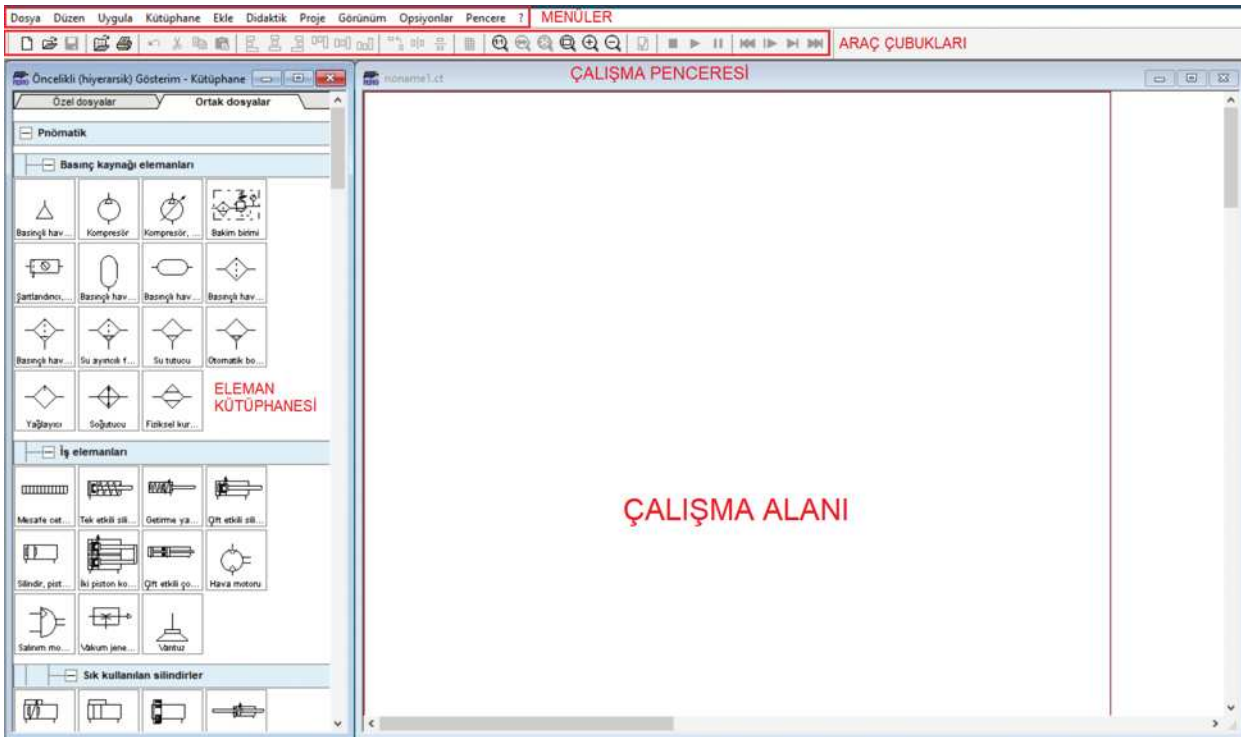 Dosya Düzen Uygula Kütüphane Ekle Didaktik Proje Görünüm Opsiyonlar Pencere ? MENÜLER
ARAÇ ÇUBUKLARI
Öncelikli (hiyerarsik) Gösterim - Kütüphane
noname1.ct
ÇALIŞMA PENCERESİ
Özel dosyalar Ortak dosyalar
Pnömatik
Basınç kaynağı elemanları
Basinçli hav... Kompresör Kompresör, ... Bakim birimi
Şartlandırıcı,... Basınçlı hav... Basınçlı hav... Basınçlı hav...
Basınçlı hav... Su ayırıcılı f... Su tutucu Otomatik bo...
Yağlayıcı Soğutucu Fiziksel kur...
ELEMAN
KÜTÜPHANESİ
İş elemanları
Mesafe cet... Tek etkili sili... Getirme ya... Çift etkili sili...
Silindir, pist... İki piston ko... Çift etkili ço... Hava motoru
Salınım mo... Vakum jene... Vantuz
Sık kullanılan silindirler
ÇALIŞMA ALANI